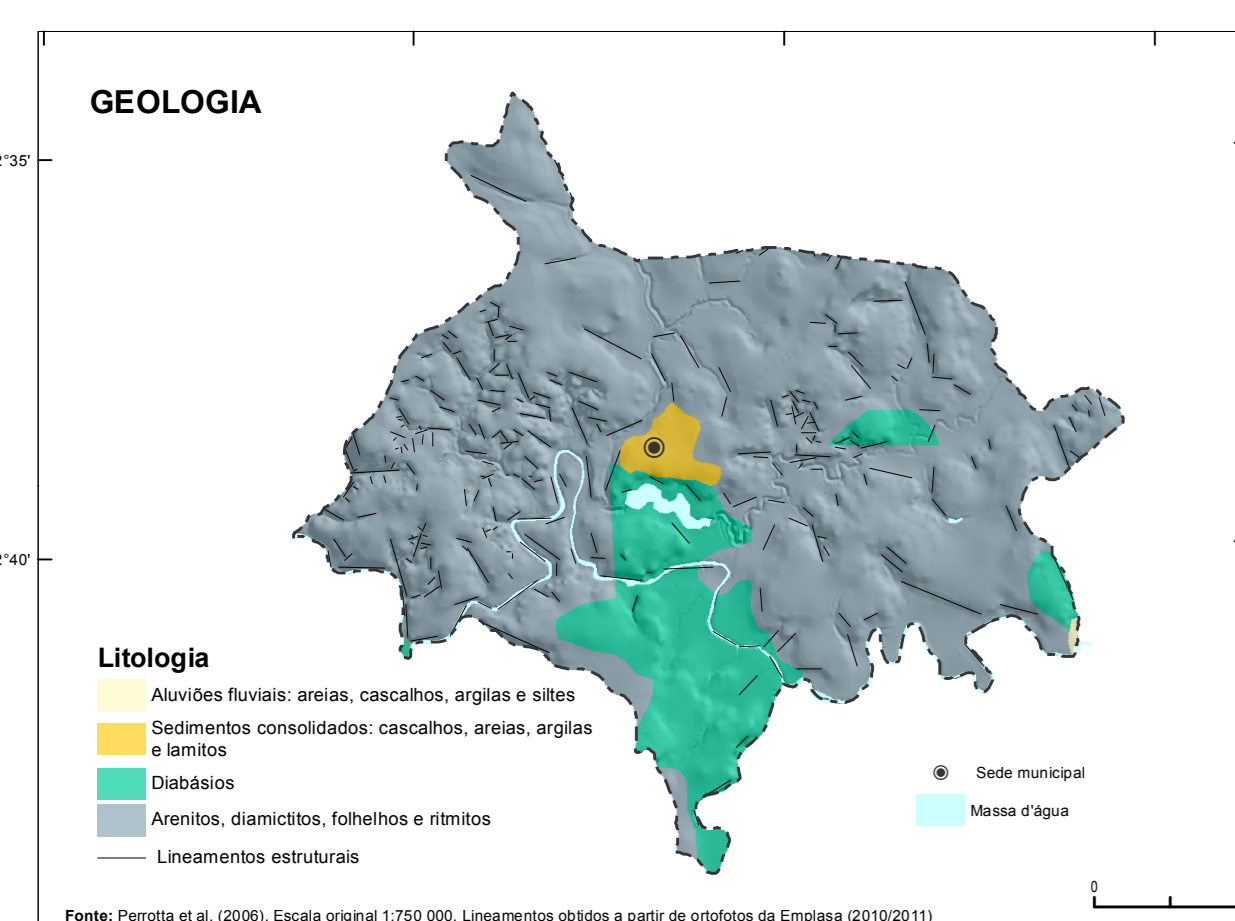 GEOLOGIA
2°35'
2°40'
Litologia
Aluviões fluviais: areias, cascalhos, argilas e siltes
Sedimentos consolidados: cascalhos, areias, argilas
e lamitos
Diabásios
Arenitos, diamictitos, folhelhos e ritmitos
Lineamentos estruturais
Sede municipal
Massa d'água
0
Fonte: Perrotta et al. (2006). Escala original 1:750 000. Lineamentos obtidos a partir de ortofotos da Emplasa (2010/2011)